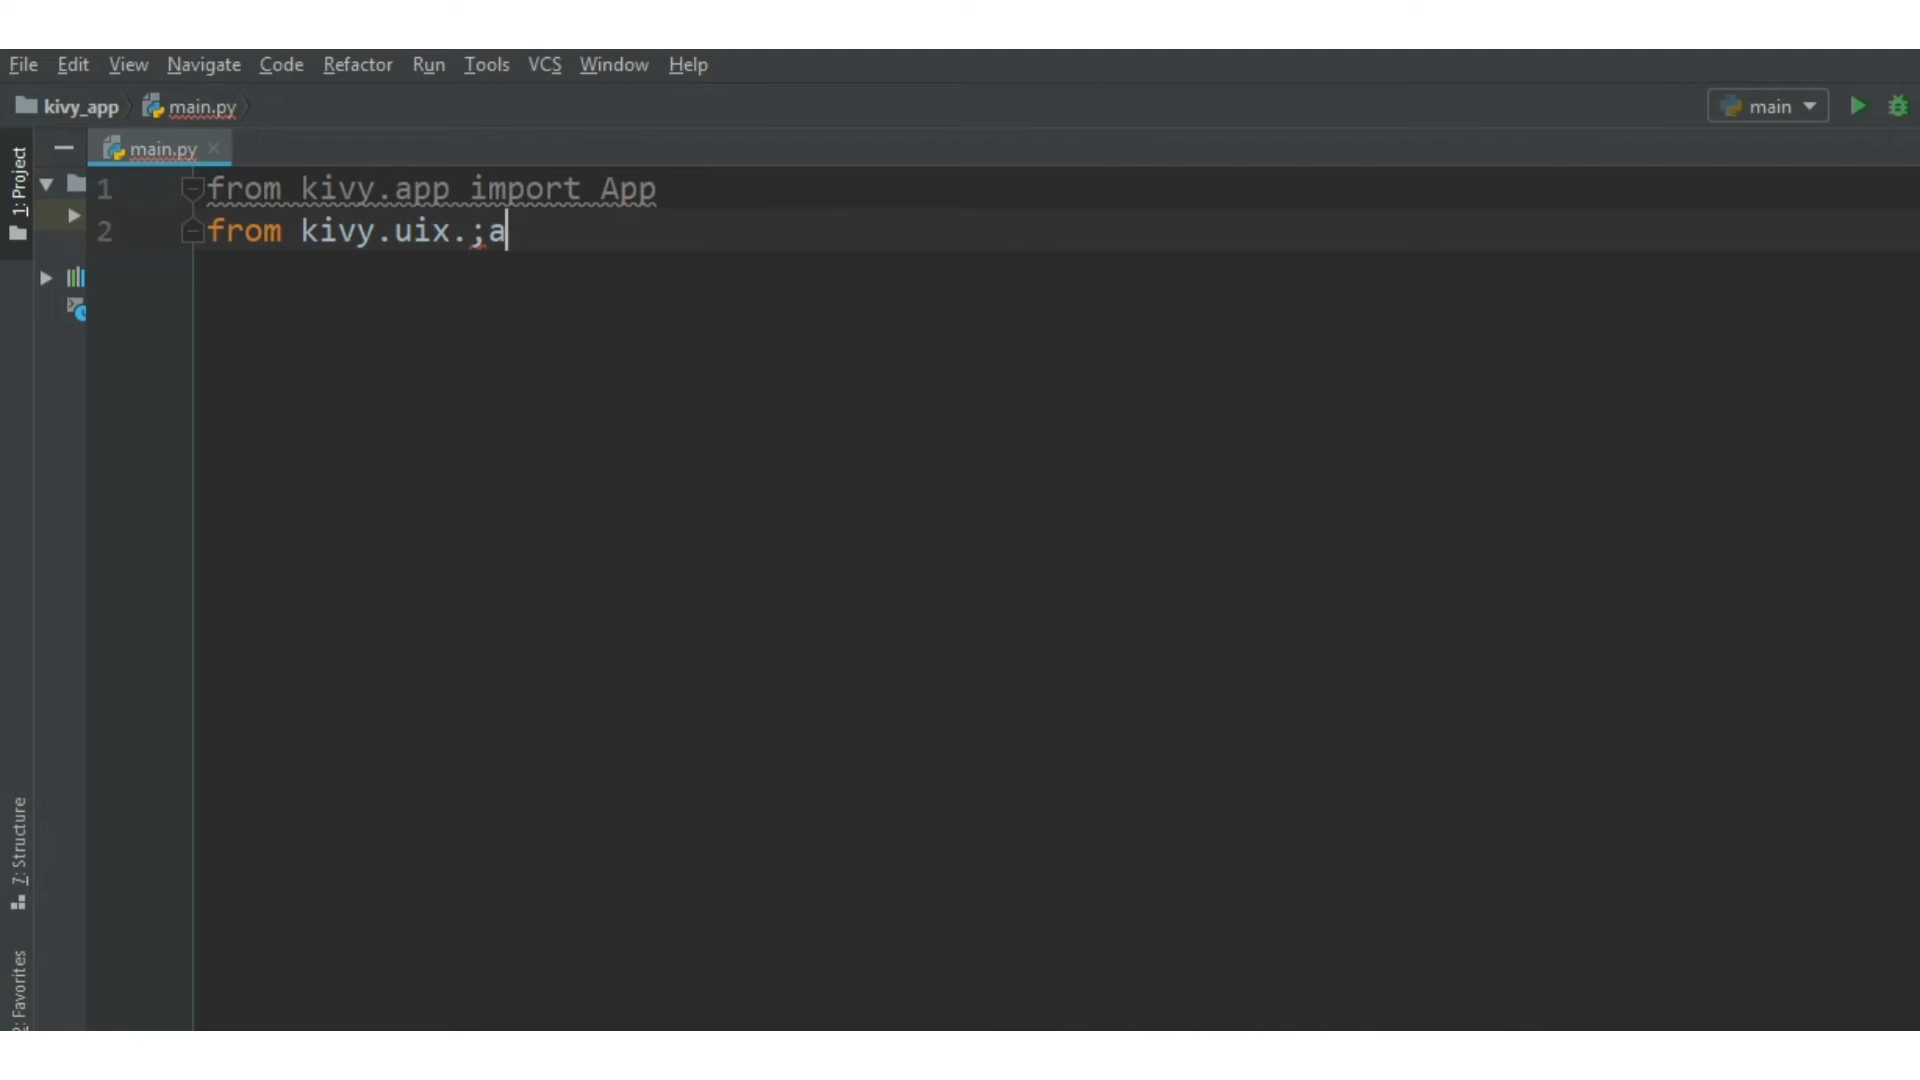 File Edit View Navigate Code Refactor Run Tools VCS Window Help
kivy_app main.py main
main.py
1: Project
1 from kivy.app import App
2 from kivy.uix.;a
7: Structure
Favorites